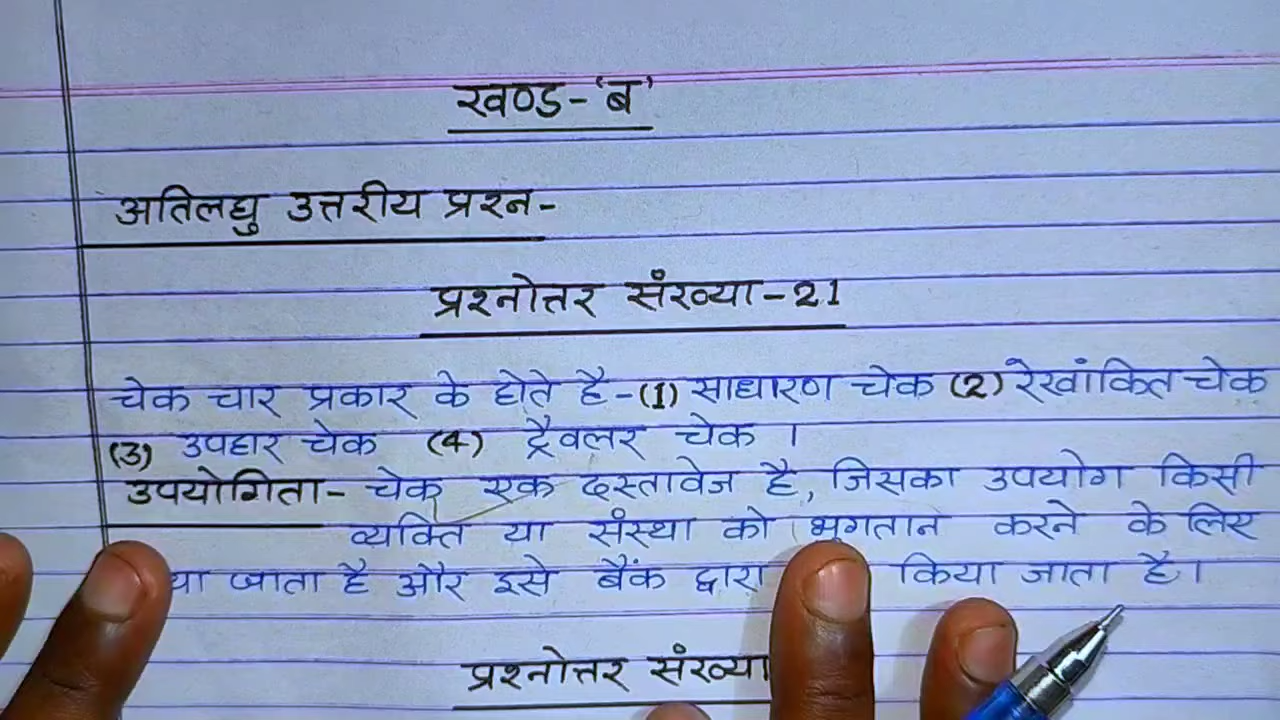 खण्ड-'ब'
अतिलघु उत्तरीय प्रश्न-
प्रश्नोत्तर संख्या-21
चेक चार प्रकार के होते है-(1) साधारण चेक (2) रेखांकित चेक
(3) उपहार चेक (4) ट्रैवलर चेक ।
उपयोगिता- चेक एक दस्तावेज है, जिसका उपयोग किसी
व्यक्ति या संस्था को भुगतान करने के लिए
या जाता है और इसे बैंक द्वारा किया जाता है।
प्रश्नोत्तर संख्या